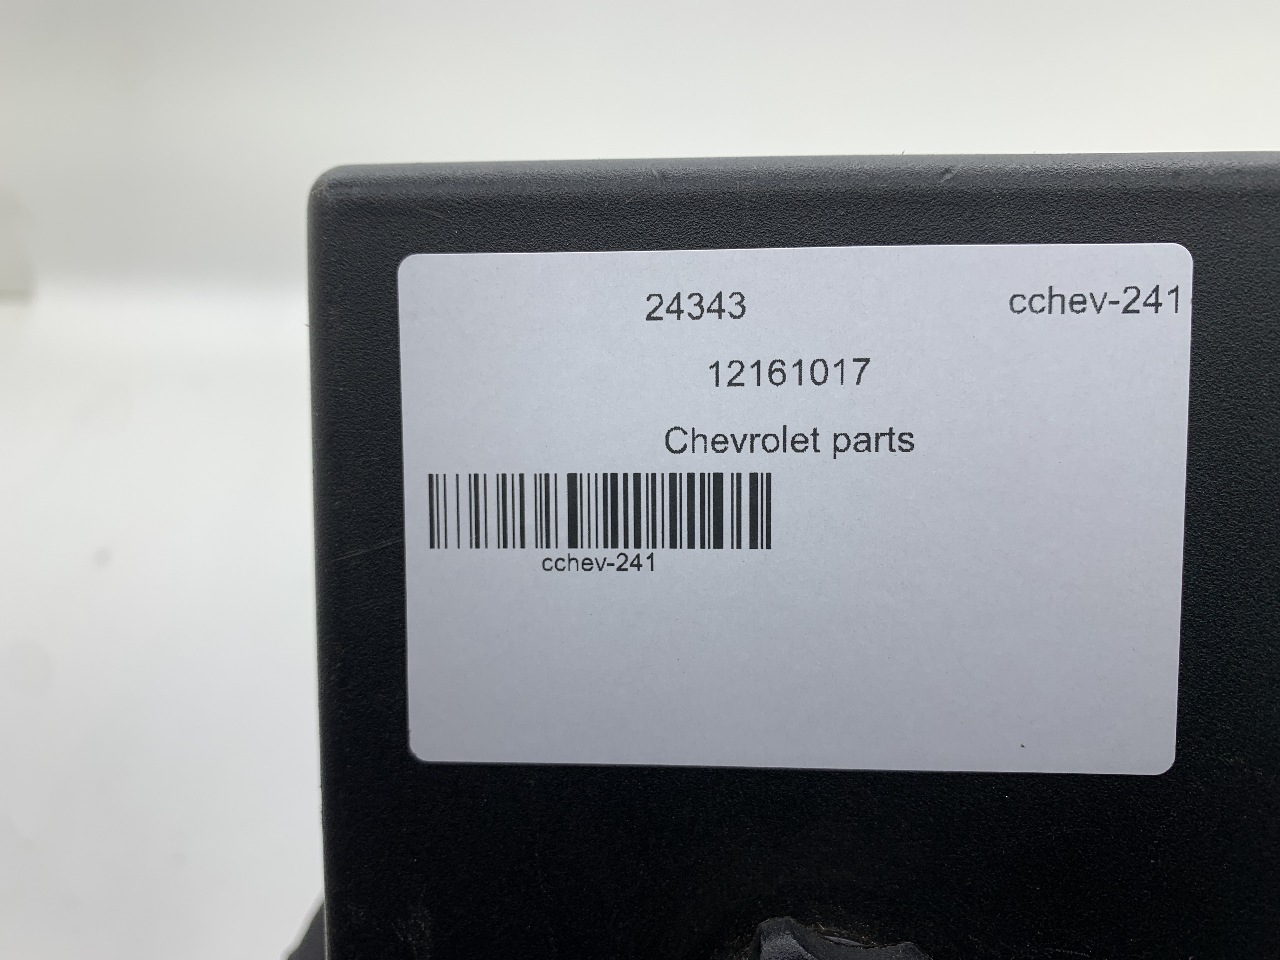 24343 cchev-241
12161017
Chevrolet parts
cchev-241